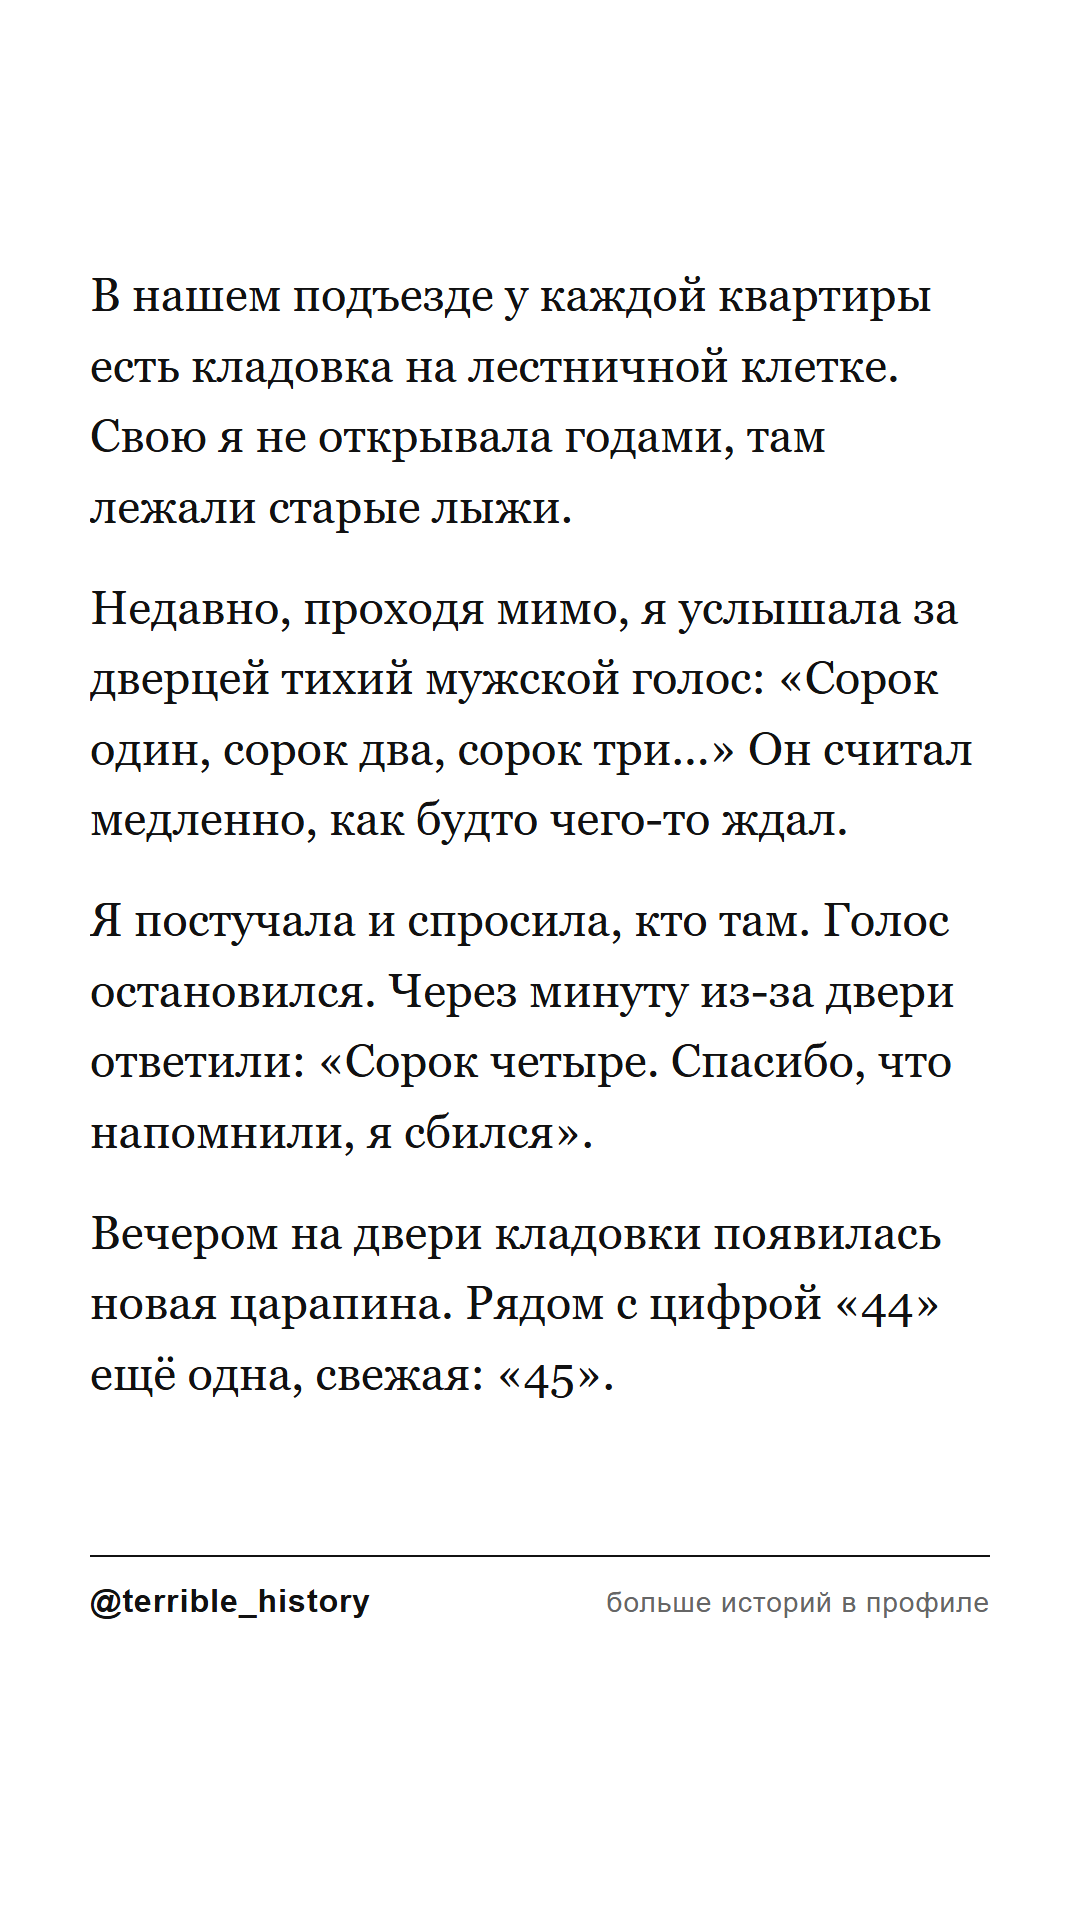 В нашем подъезде у каждой квартиры
есть кладовка на лестничной клетке.
Свою я не открывала годами, там
лежали старые лыжи.
Недавно, проходя мимо, я услышала за
дверцей тихий мужской голос: «Сорок
один, сорок два, сорок три...» Он считал
медленно, как будто чего-то ждал.
Я постучала и спросила, кто там. Голос
остановился. Через минуту из-за двери
ответили: «Сорок четыре. Спасибо, что
напомнили, я сбился».
Вечером на двери кладовки появилась
новая царапина. Рядом с цифрой «44»
ещё одна, свежая: «45».
@terrible_history больше историй в профиле